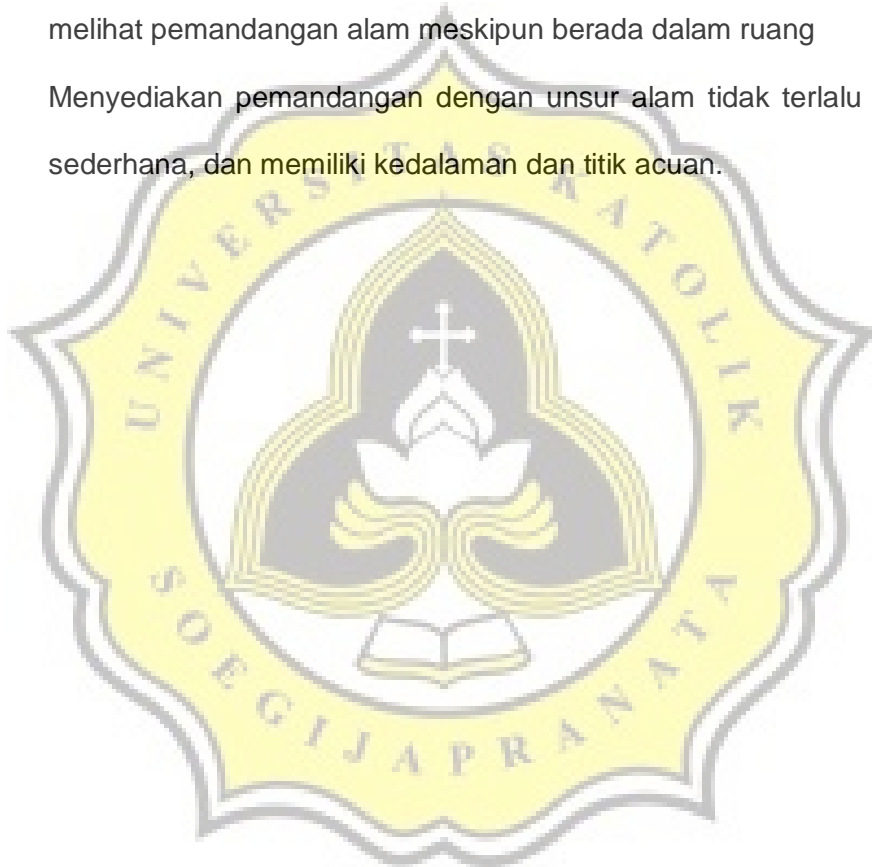 melihat pemandangan alam meskipun berada dalam ruang
Menyediakan pemandangan dengan unsur alam tidak terlalu
sederhana, dan memiliki kedalaman dan titik acuan.
UNIVERSITAS KATOLIK
SOEGIJAPRANATA